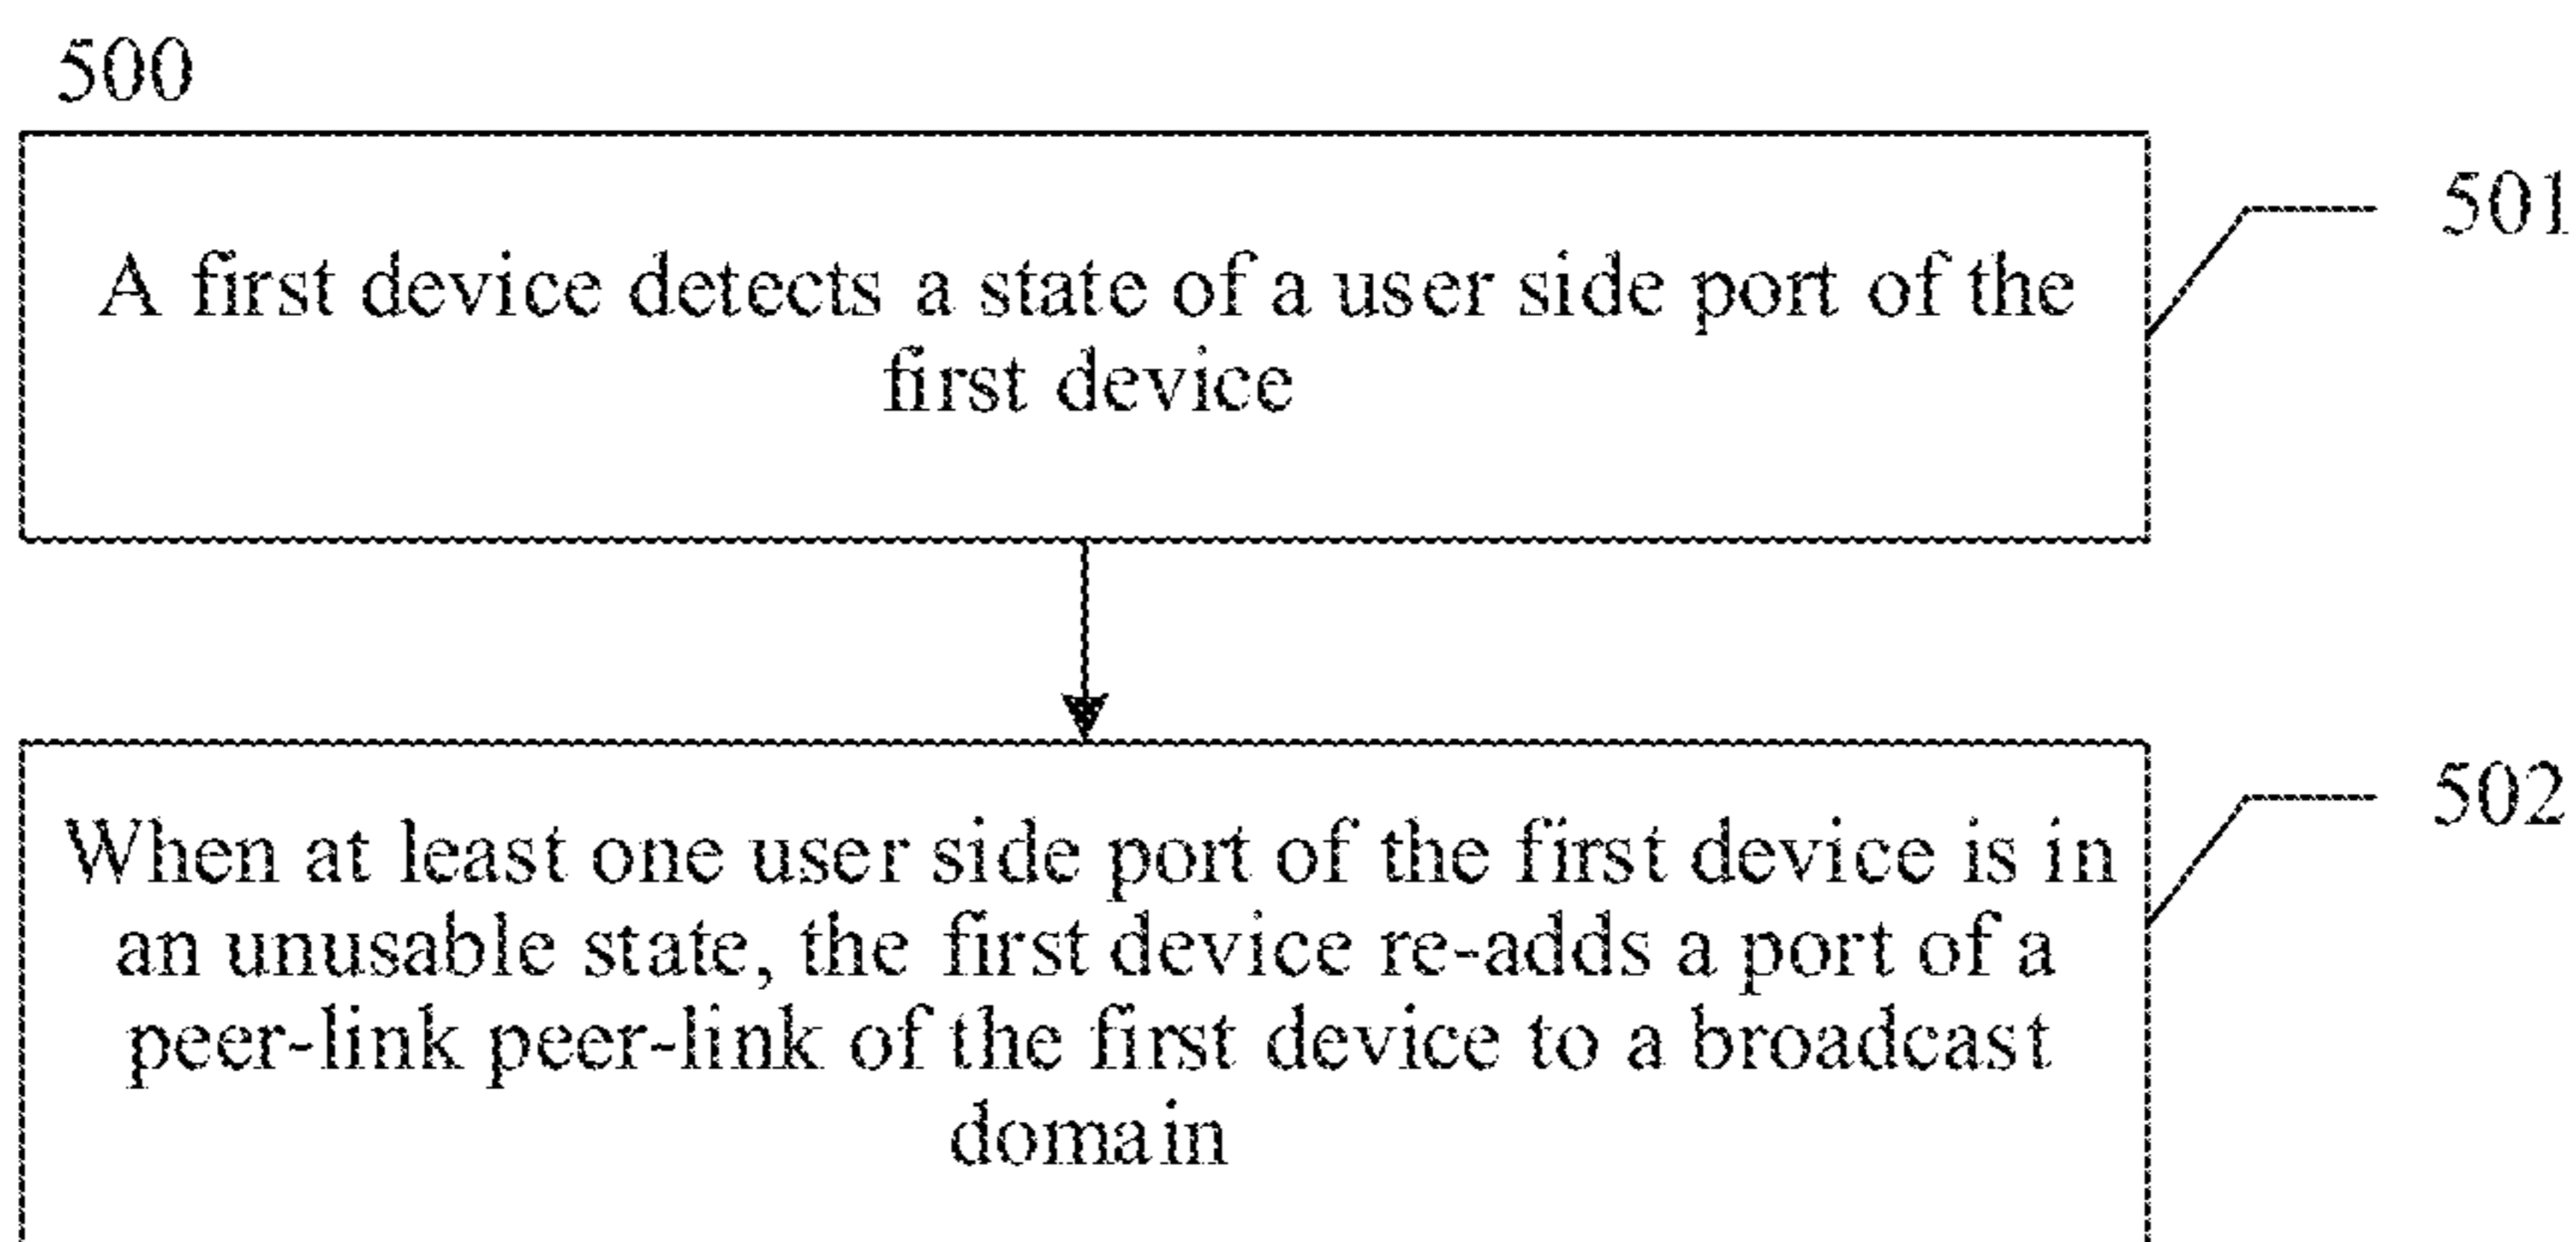 500
501
A first device detects a state of a user side port of the
first device
502
When at least one user side port of the first device is in
an unusable state, the first device re-adds a port of a
peer-link peer-link of the first device to a broadcast
domain